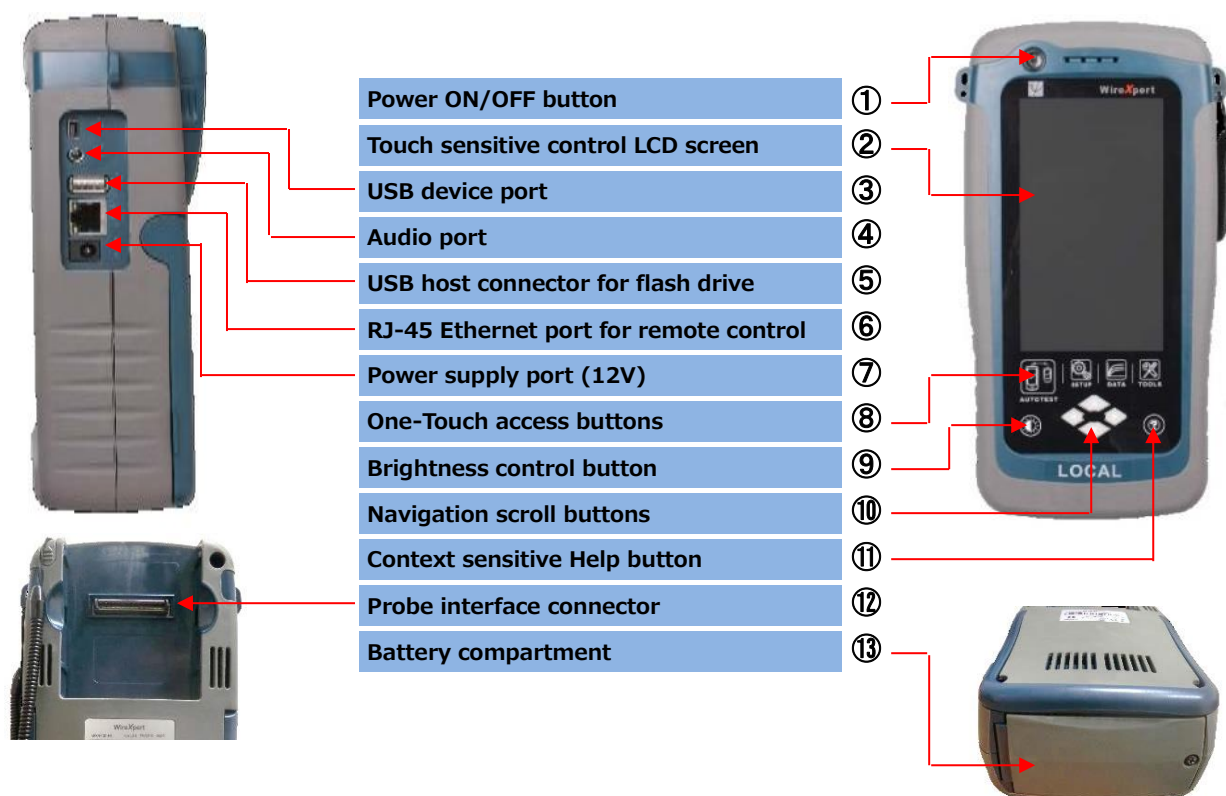 Power ON/OFF button ①
Touch sensitive control LCD screen ②
USB device port ③
Audio port ④
USB host connector for flash drive ⑤
RJ-45 Ethernet port for remote control ⑥
Power supply port (12V) ⑦
One-Touch access buttons ⑧
Brightness control button ⑨
Navigation scroll buttons ⑩
Context sensitive Help button ⑪
Probe interface connector ⑫
Battery compartment ⑬
WireXpert
AUTOTEST SETUP DATA TOOLS
LOCAL
WireXpert